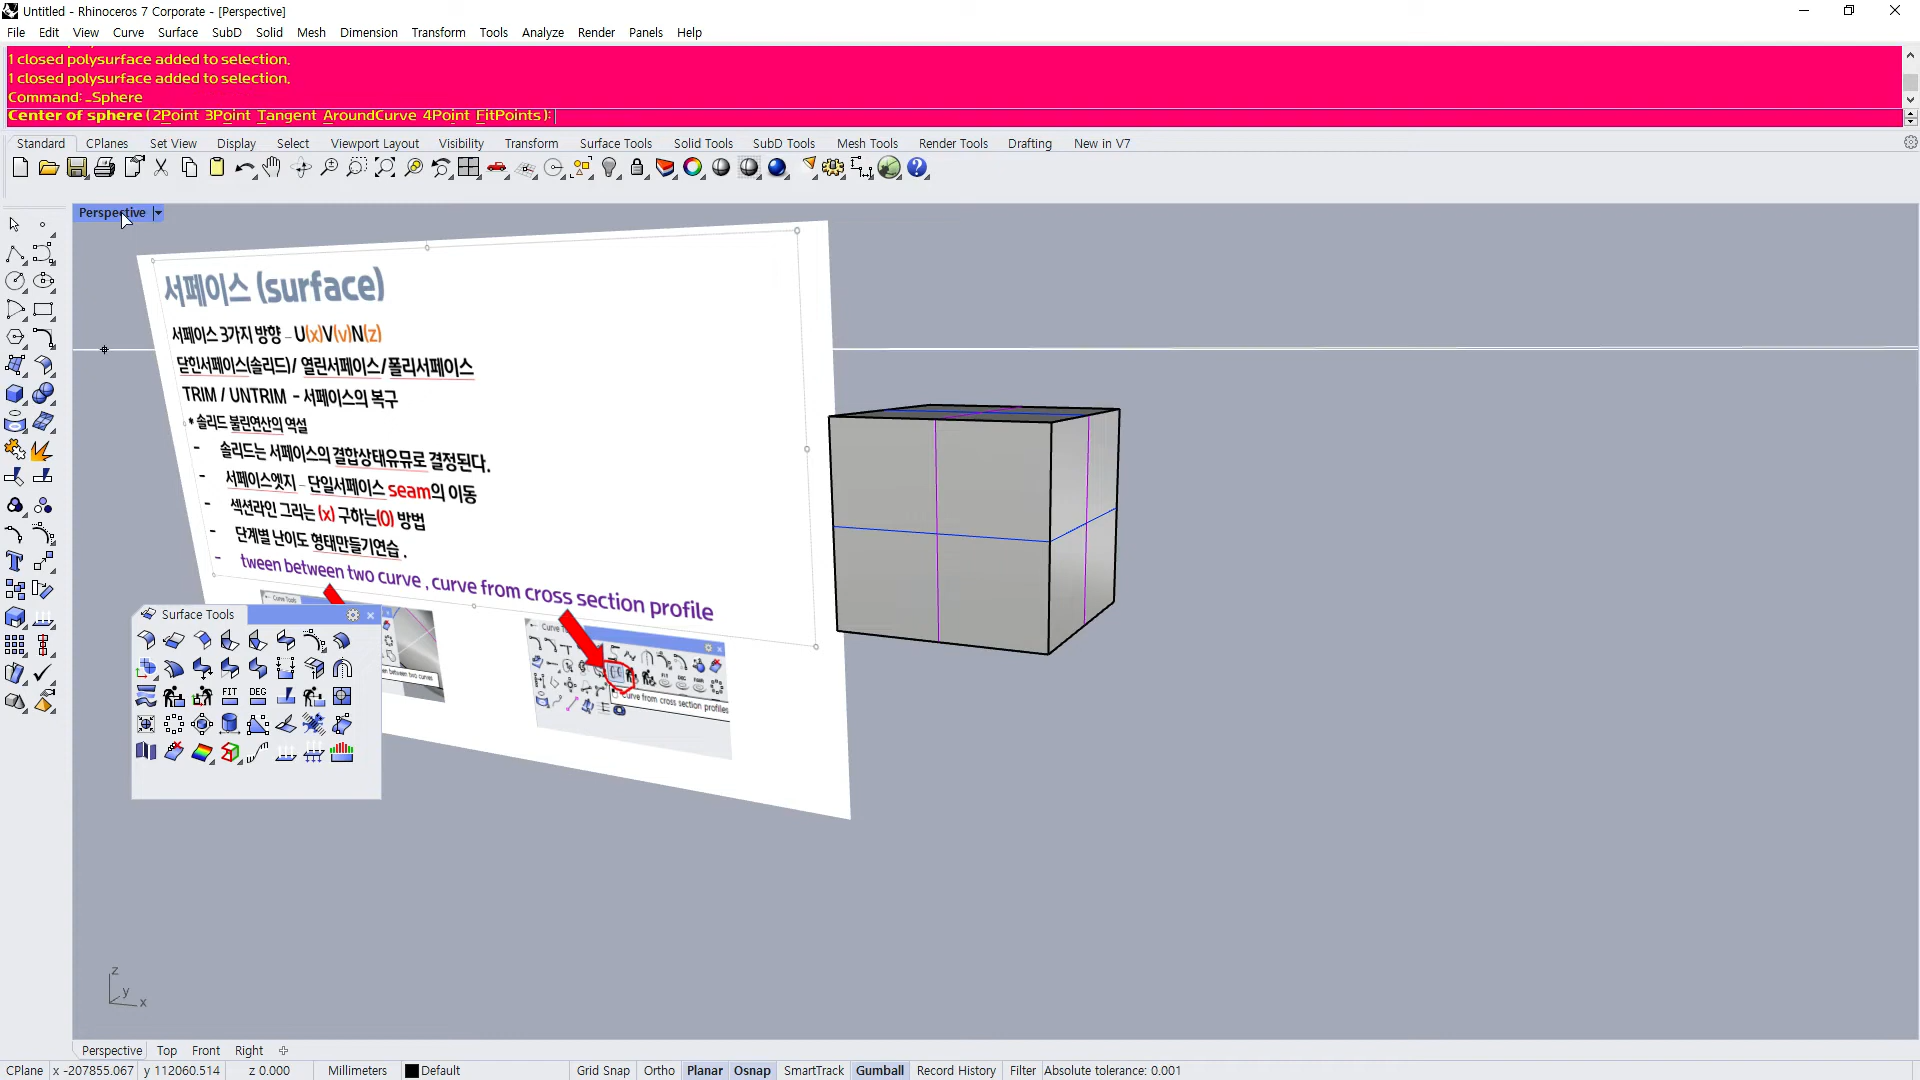 Untitled - Rhinoceros 7 Corporate - [Perspective]
File Edit View Curve Surface SubD Solid Mesh Dimension Transform Tools Analyze Render Panels Help
1 closed polysurface added to selection.
1 closed polysurface added to selection.
Command: _Sphere
Center of sphere (2Point 3Point Tangent AroundCurve 4Point FitPoints):
Standard CPlanes Set View Display Select Viewport Layout Visibility Transform Surface Tools Solid Tools SubD Tools Mesh Tools Render Tools Drafting New in V7
Perspective
서페이스 (surface)
서페이스 3가지 방향 - U(x)V(v)N(z)
닫힌서페이스(솔리드)/ 열린서페이스/폴리서페이스
TRIM / UNTRIM - 서페이스의 복구
* 솔리드 불린연산의 역설
- 솔리드는 서페이스의 결합상태유뮤로 결정된다.
- 서페이스엣지 - 단일서페이스 seam의 이동
- 섹션라인 그리는 (x) 구하는(O) 방법
- 단계별 난이도 형태만들기연습 .
- tween between two curve , curve from cross section profile
Surface Tools
FIT DEG
Curve Tools
Curve from cross section profiles
z
y
x
Perspective Top Front Right
CPlane x -207855.067 y 112060.514 z 0.000 Millimeters Default Grid Snap Ortho Planar Osnap SmartTrack Gumball Record History Filter Absolute tolerance: 0.001